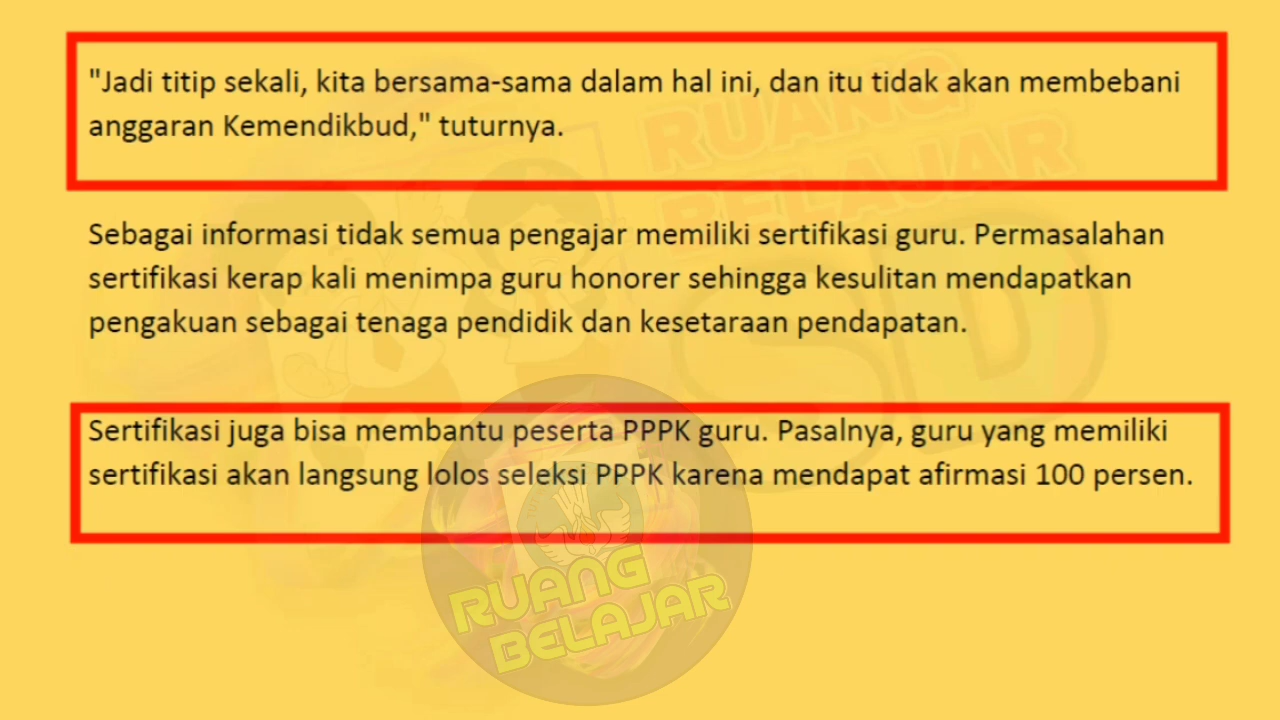 "Jadi titip sekali, kita bersama-sama dalam hal ini, dan itu tidak akan membebani
anggaran Kemendikbud," tuturnya.
Sebagai informasi tidak semua pengajar memiliki sertifikasi guru. Permasalahan
sertifikasi kerap kali menimpa guru honorer sehingga kesulitan mendapatkan
pengakuan sebagai tenaga pendidik dan kesetaraan pendapatan.
Sertifikasi juga bisa membantu peserta PPPK guru. Pasalnya, guru yang memiliki
sertifikasi akan langsung lolos seleksi PPPK karena mendapat afirmasi 100 persen.
RUANG
BELAJAR
SD
RUANG
BELAJAR